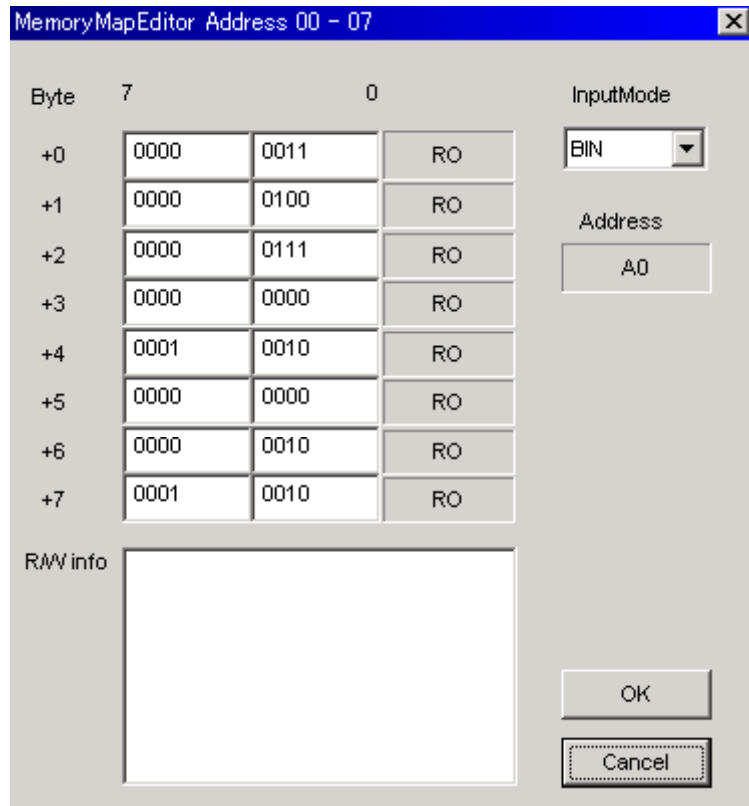 MemoryMapEditor Address 00 - 07
Byte 7 0 InputMode
+0 0000 0011 RO BIN
+1 0000 0100 RO
Address
+2 0000 0111 RO A0
+3 0000 0000 RO
+4 0001 0010 RO
+5 0000 0000 RO
+6 0000 0010 RO
+7 0001 0010 RO
R/W info
OK
Cancel